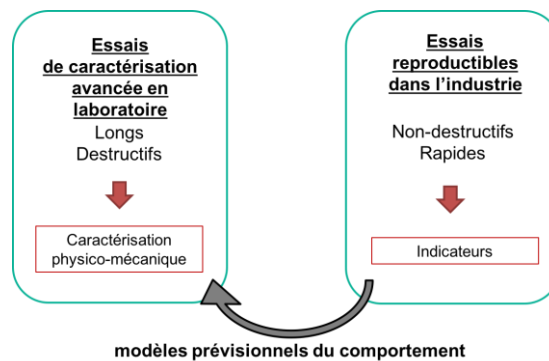 Essais
de caractérisation
avancée en
laboratoire
Longs
Destructifs
Caractérisation
physico-mécanique
Essais
reproductibles
dans l'industrie
Non-destructifs
Rapides
Indicateurs
modèles prévisionnels du comportement